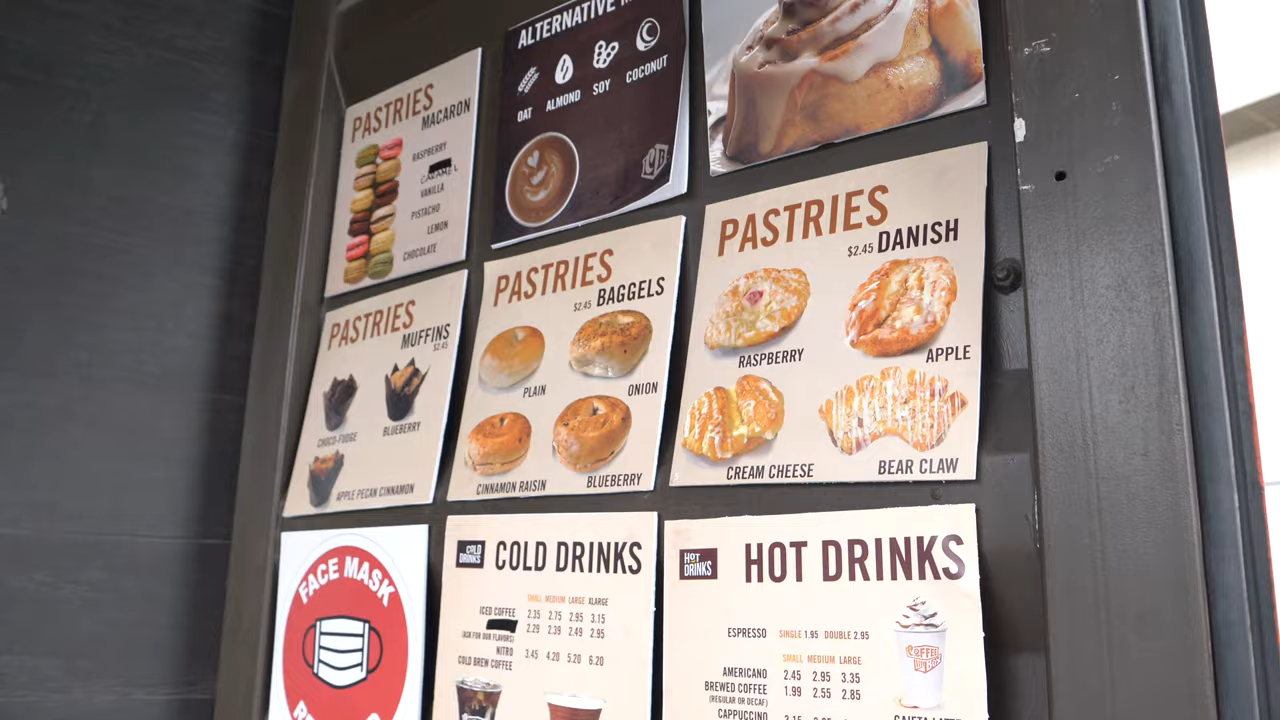 PASTRIES
MACARON
RASPBERRY
CARAMEL
VANILLA
PISTACHO
LEMON
CHOCOLATE
ALTERNATIVE
OAT
ALMOND
SOY
COCONUT
PASTRIES
MUFFINS
$2.45
CHOCO-FUDGE
BLUEBERRY
APPLE PECAN CINNAMON
PASTRIES
$2.45 BAGGELS
PLAIN
ONION
CINNAMON RAISIN
BLUEBERRY
PASTRIES
$2.45 DANISH
RASPBERRY
APPLE
CREAM CHEESE
BEAR CLAW
FACE MASK
COLD DRINKS
COLD DRINKS
SMALL MEDIUM LARGE XLARGE
ICED COFFEE 2.35 2.75 2.95 3.15
2.29 2.39 2.49 2.95
(ASK FOR OUR FLAVORS)
NITRO 3.45 4.20 5.20 6.20
COLD BREW COFFEE
HOT DRINKS
HOT DRINKS
ESPRESSO SINGLE 1.95 DOUBLE 2.95
SMALL MEDIUM LARGE
AMERICANO 2.45 2.95 3.35
BREWED COFFEE 1.99 2.55 2.85
(REGULAR OR DECAF)
CAPPUCCINO
COFFEE